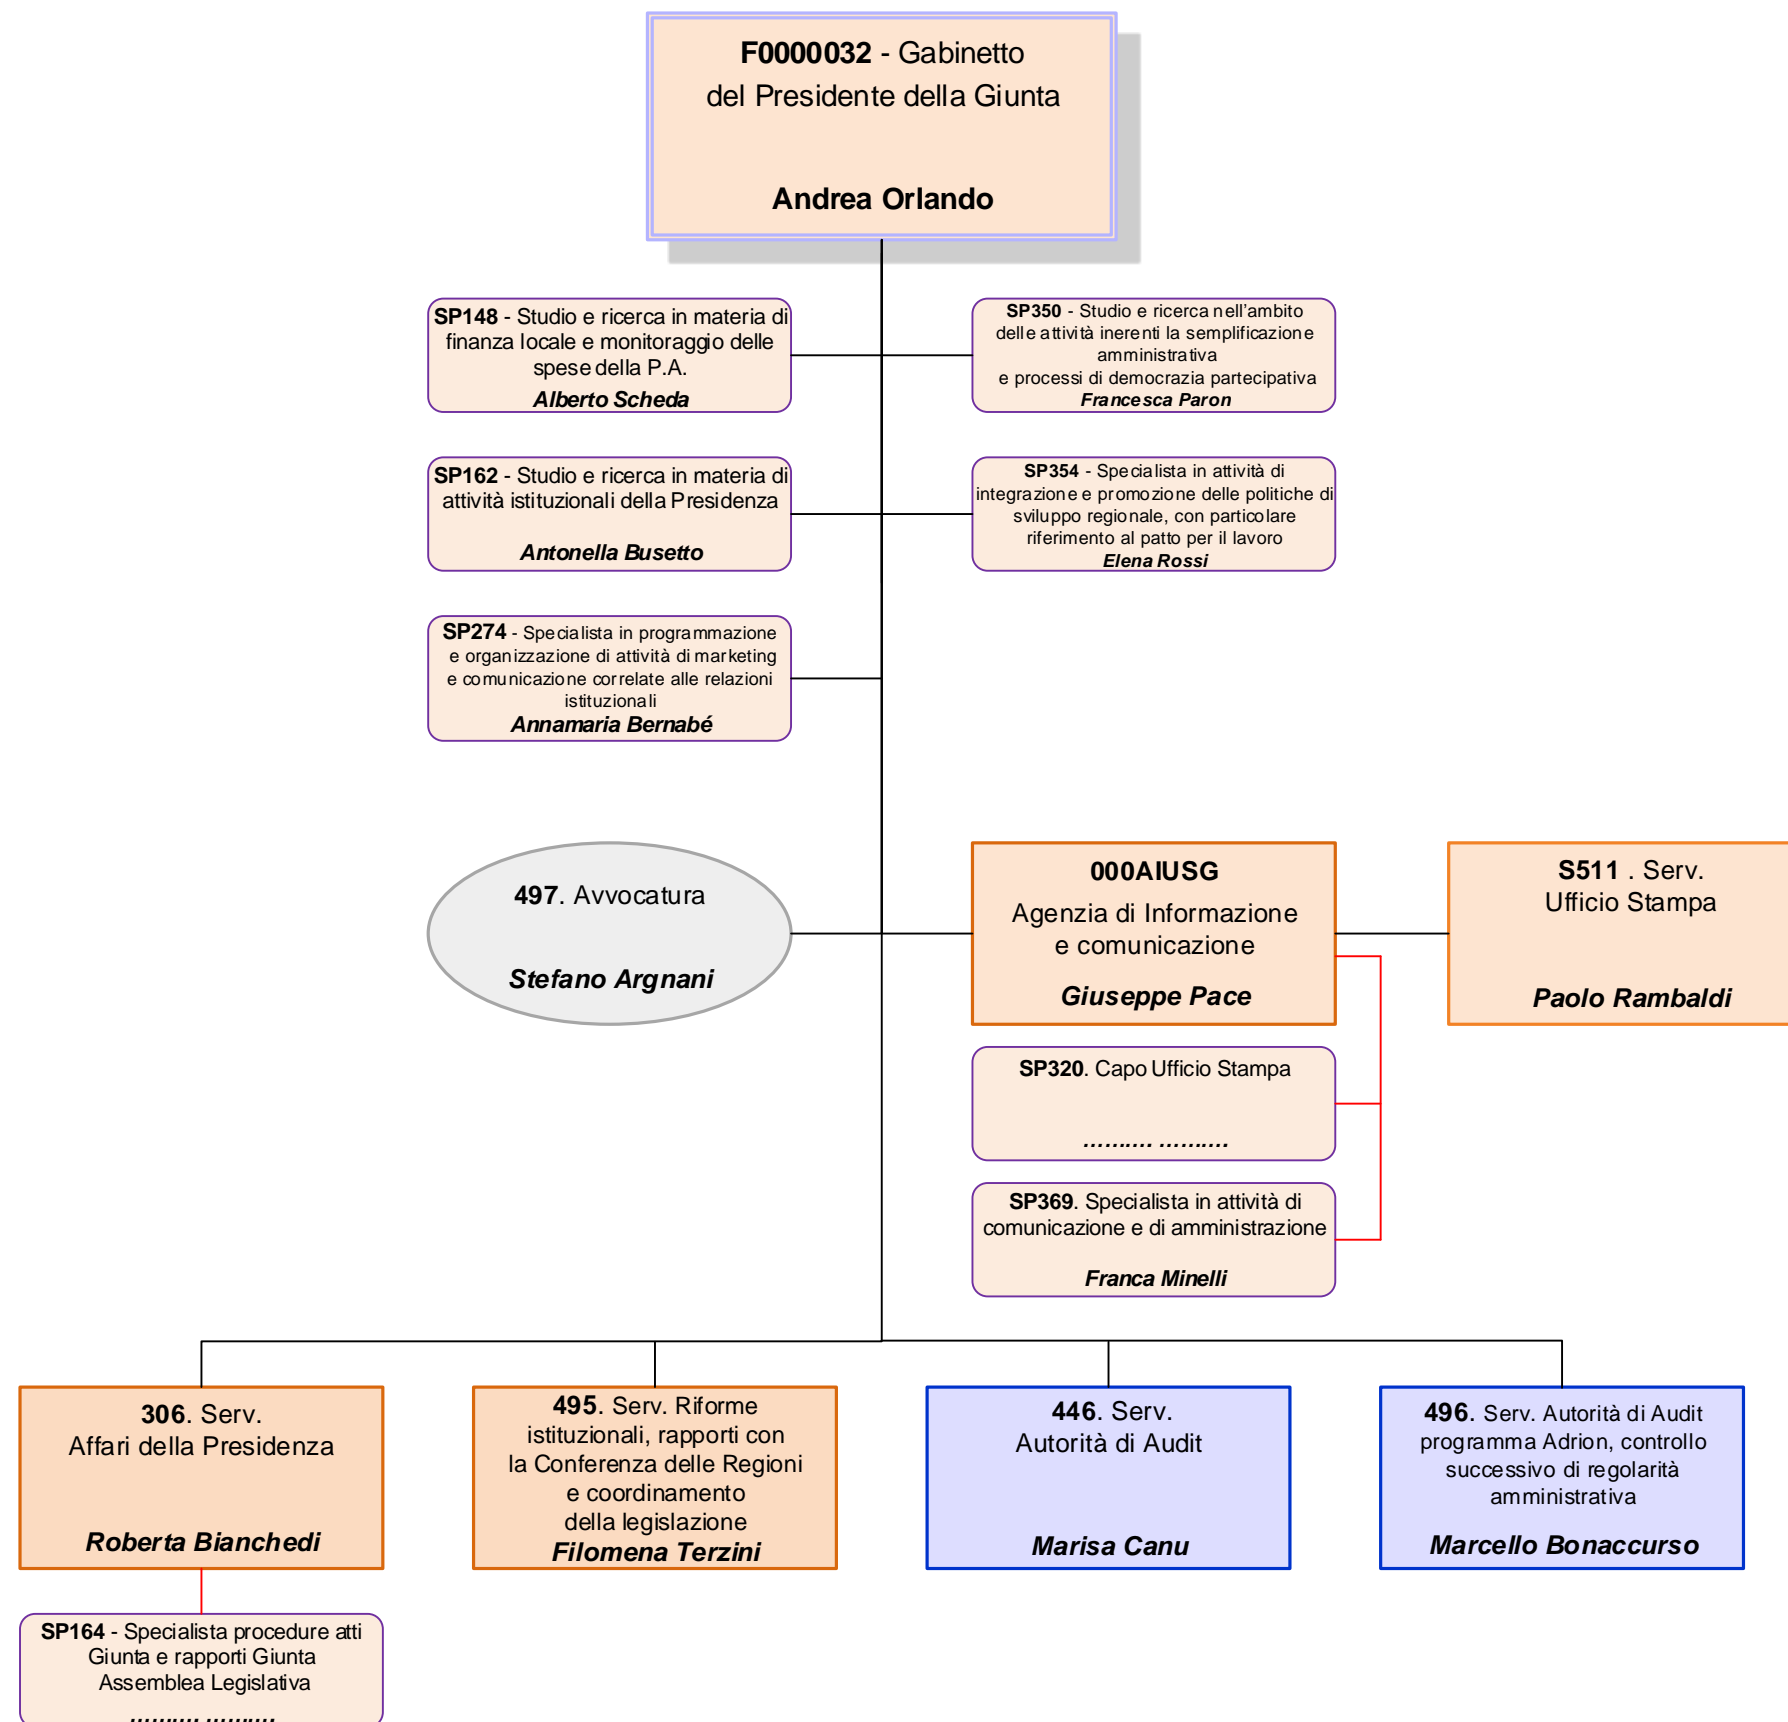 F0000032 - Gabinetto
del Presidente della Giunta
Andrea Orlando
SP148 - Studio e ricerca in materia di
finanza locale e monitoraggio delle
spese della P.A.
Alberto Scheda
SP350 - Studio e ricerca nell'ambito
delle attività inerenti la semplificazione
amministrativa
e processi di democrazia partecipativa
Francesca Paron
SP162 - Studio e ricerca in materia di
attività istituzionali della Presidenza
Antonella Busetto
SP354 - Specialista in attività di
integrazione e promozione delle politiche di
sviluppo regionale, con particolare
riferimento al patto per il lavoro
Elena Rossi
SP274 - Specialista in programmazione
e organizzazione di attività di marketing
e comunicazione correlate alle relazioni
istituzionali
Annamaria Bernabé
497. Avvocatura
Stefano Argnani
000AIUSG
Agenzia di Informazione
e comunicazione
Giuseppe Pace
S511 . Serv.
Ufficio Stampa
Paolo Rambaldi
SP320. Capo Ufficio Stampa
………. ……….
SP369. Specialista in attività di
comunicazione e di amministrazione
Franca Minelli
306. Serv.
Affari della Presidenza
Roberta Bianchedi
495. Serv. Riforme
istituzionali, rapporti con
la Conferenza delle Regioni
e coordinamento
della legislazione
Filomena Terzini
446. Serv.
Autorità di Audit
Marisa Canu
496. Serv. Autorità di Audit
programma Adrion, controllo
successivo di regolarità
amministrativa
Marcello Bonaccurso
SP164 - Specialista procedure atti
Giunta e rapporti Giunta
Assemblea Legislativa
………. ……….